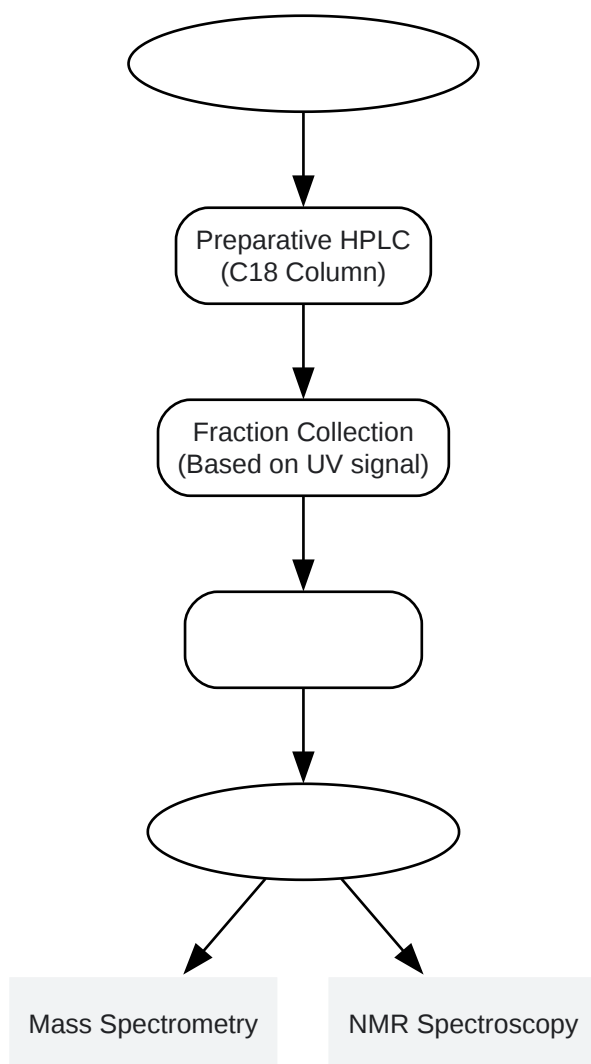 Preparative HPLC
(C18 Column)
Fraction Collection
(Based on UV signal)
Mass Spectrometry
NMR Spectroscopy